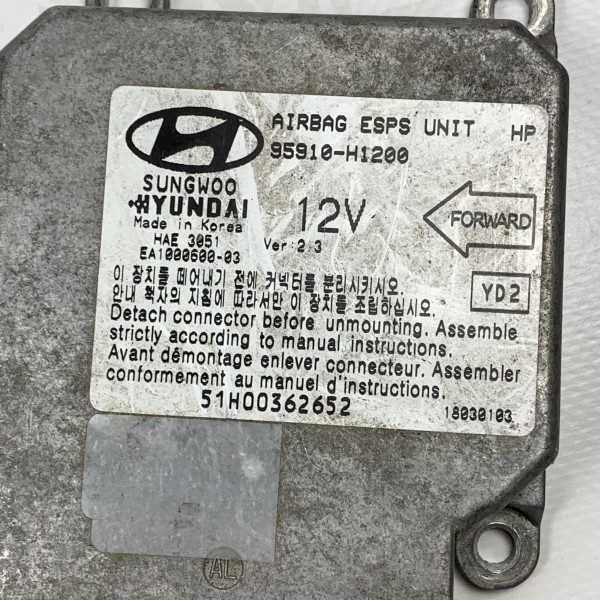 AIRBAG ESPS UNIT HP
95910-H1200
SUNGWOO
HYUNDAI
12V
FORWARD
Made in Korea
HAE 3051
Ver: 2.3
EA1000600-03
YD2
이 장치를 떼어내기 전에 커넥터를 분리시키시오.
안내 책자의 지침에 따라서만 이 장치를 조립하십시오.
Detach connector before unmounting. Assemble
strictly according to manual instructions.
Avant démontage enlever connecteur. Assembler
conformement au manuel d'instructions.
51H00362652
18030103
AL